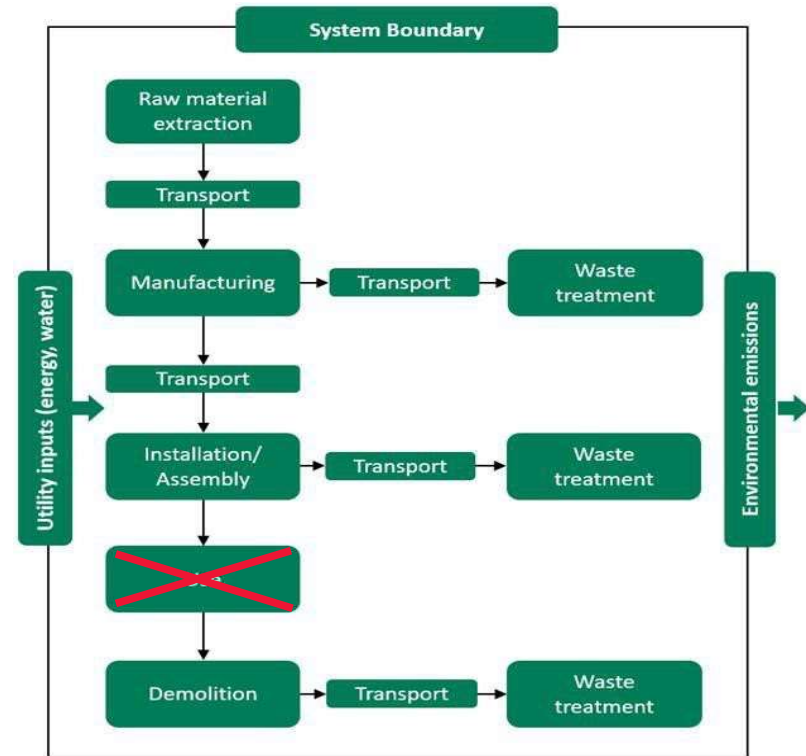 System Boundary
Raw material
extraction
Transport
Manufacturing
Transport
Waste
treatment
Transport
Installation/
Assembly
Transport
Waste
treatment
Demolition
Transport
Waste
treatment
Utility inputs (energy, water)
Environmental emissions